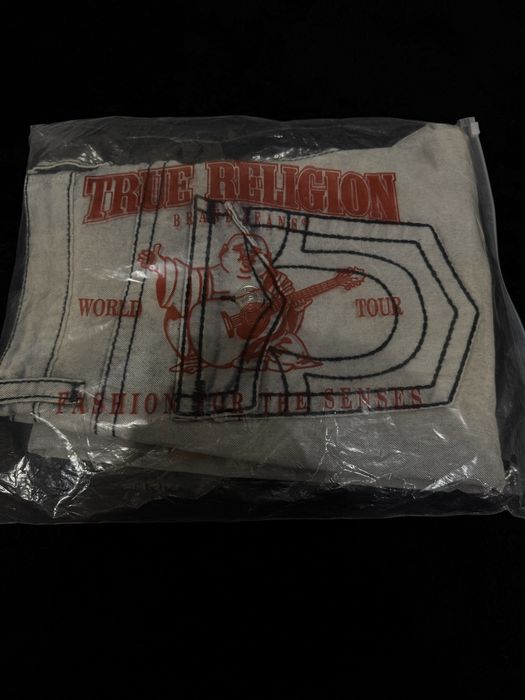 TRUE RELIGION
BRAND JEANS
WORLD TOUR
FASHION FOR THE SENSES